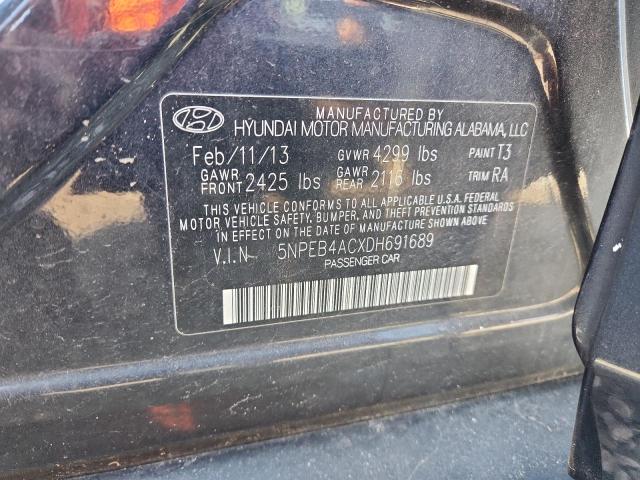 MANUFACTURED BY
HYUNDAI MOTOR MANUFACTURING ALABAMA, LLC
Feb/11/13 GVWR 4299 lbs PAINT T3
GAWR FRONT 2425 lbs GAWR REAR 2116 lbs TRIM RA
THIS VEHICLE CONFORMS TO ALL APPLICABLE U.S.A. FEDERAL
MOTOR VEHICLE SAFETY, BUMPER, AND THEFT PREVENTION STANDARDS
IN EFFECT ON THE DATE OF MANUFACTURE SHOWN ABOVE
V.I.N 5NPEB4ACXDH691689
PASSENGER CAR